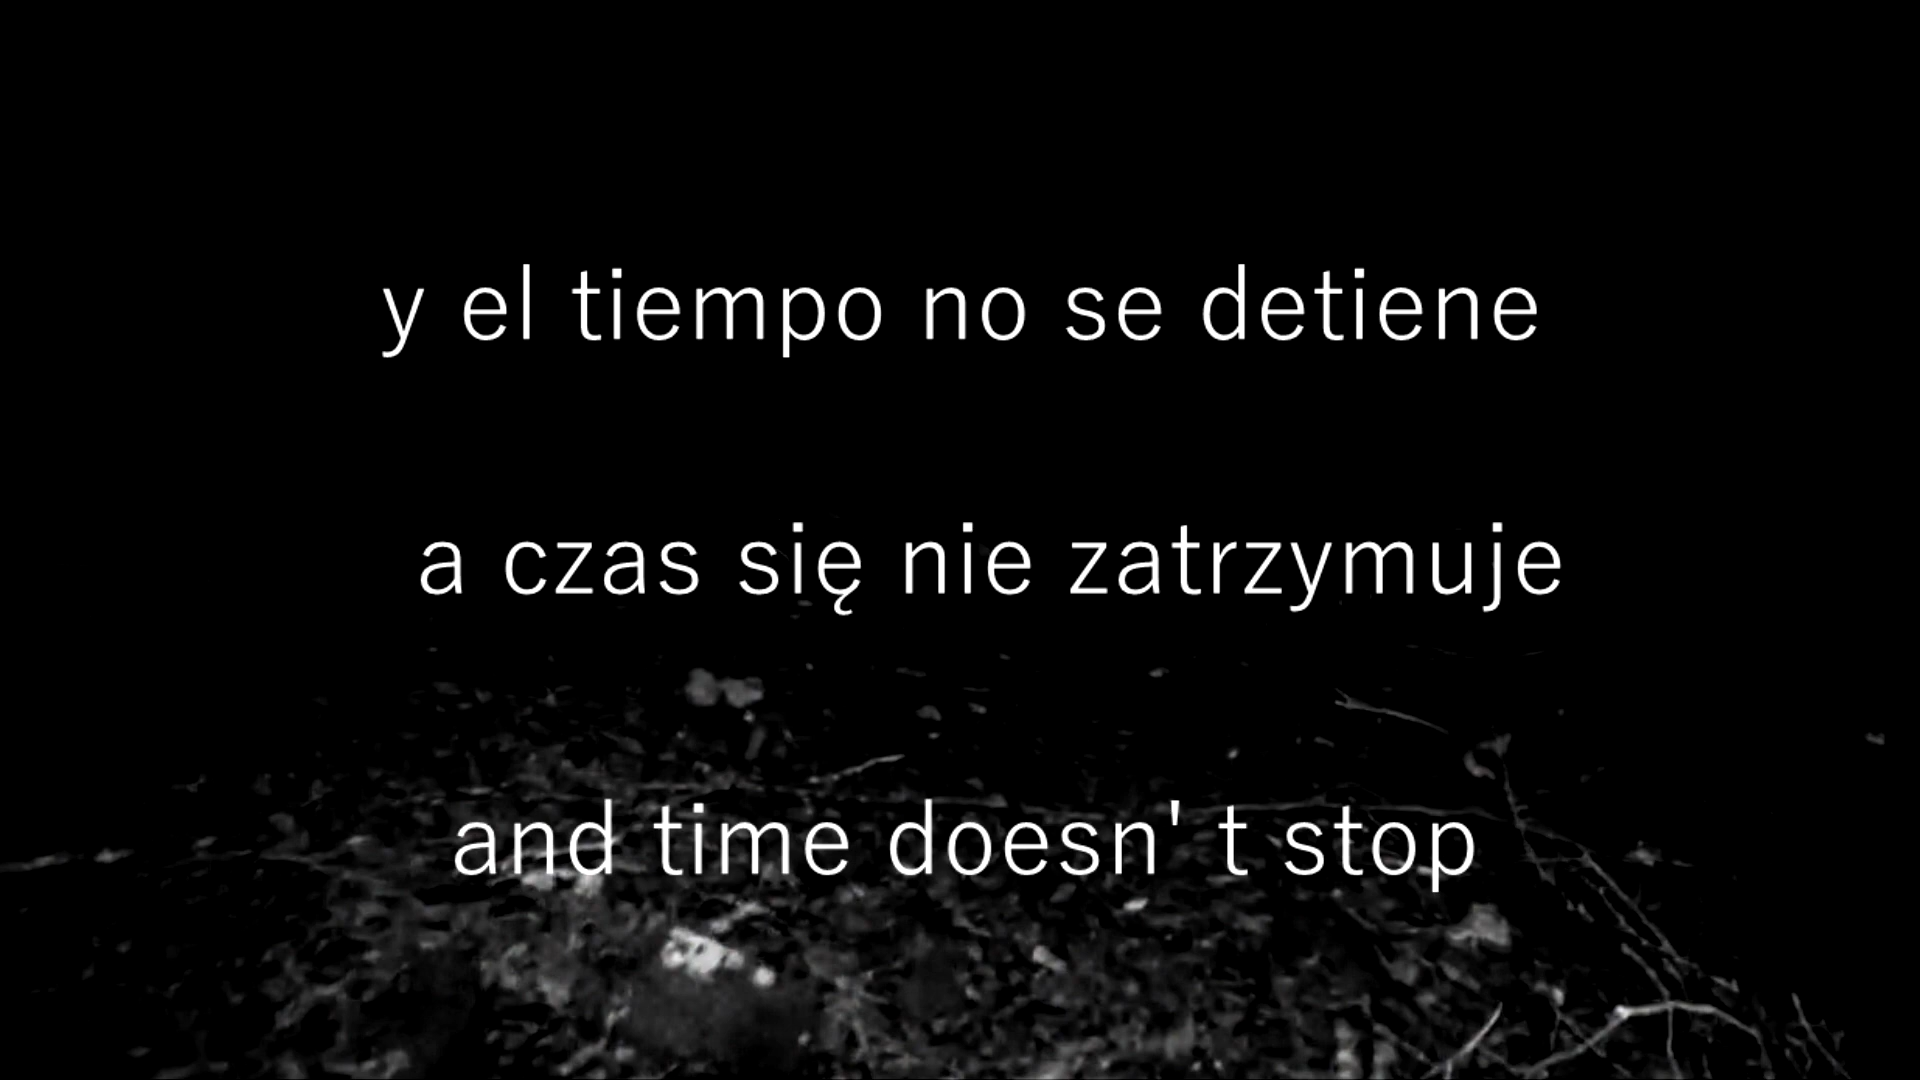 y el tiempo no se detiene
a czas się nie zatrzymuje
and time doesn't stop